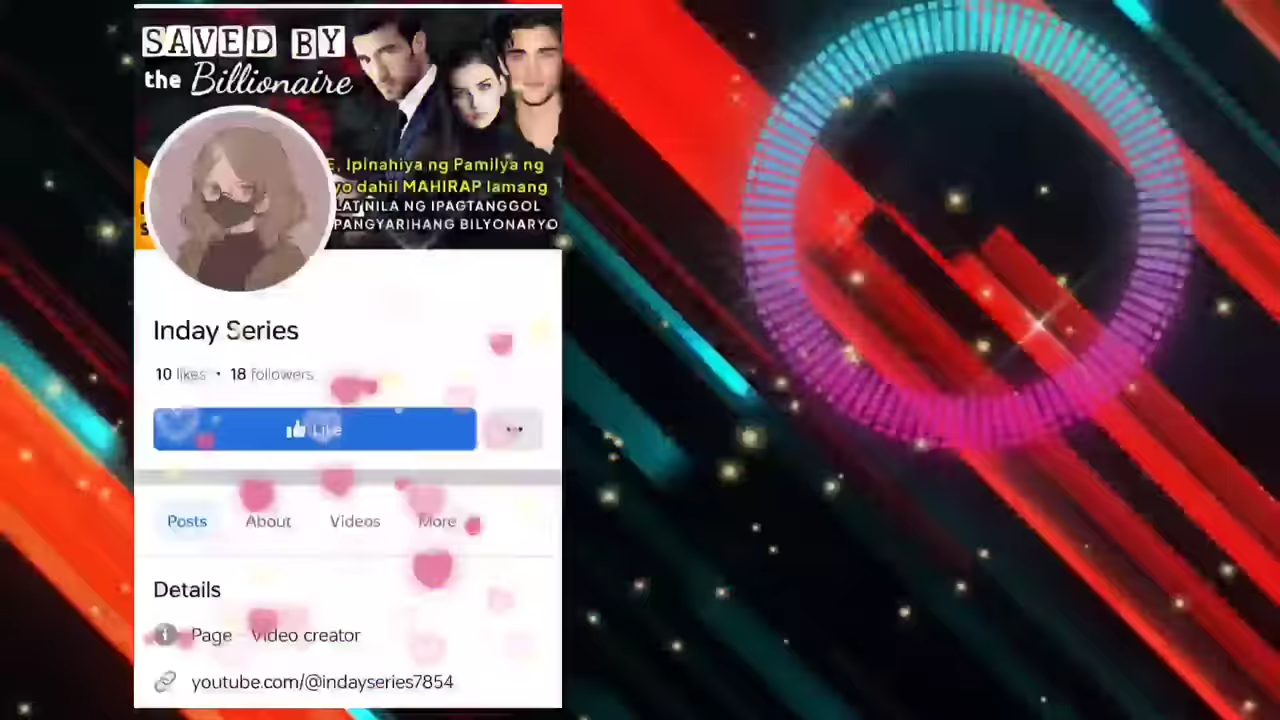 SAVED BY
the Billionaire
E, Ipinahiya ng Pamilya ng
yo dahil MAHIRAP lamang
NILA NG IPAGTANGGOL
PANGYARIHANG BILYONARYO
Inday Series
10 likes • 18 followers
Like
Posts About Videos More
Details
Page Video creator
youtube.com/@indayseries7854